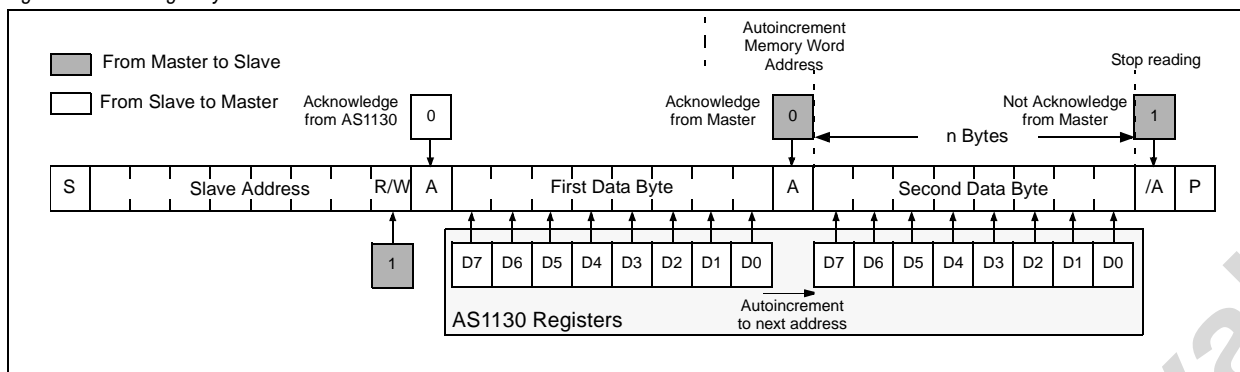 Autoincrement
Memory Word
Address
Stop reading
From Master to Slave
From Slave to Master
Acknowledge
from AS1130
0
Acknowledge
from Master
0
Not Acknowledge
from Master
1
n Bytes
S Slave Address R/W A First Data Byte A Second Data Byte /A P
1
D7 D6 D5 D4 D3 D2 D1 D0
D7 D6 D5 D4 D3 D2 D1 D0
Autoincrement
to next address
AS1130 Registers